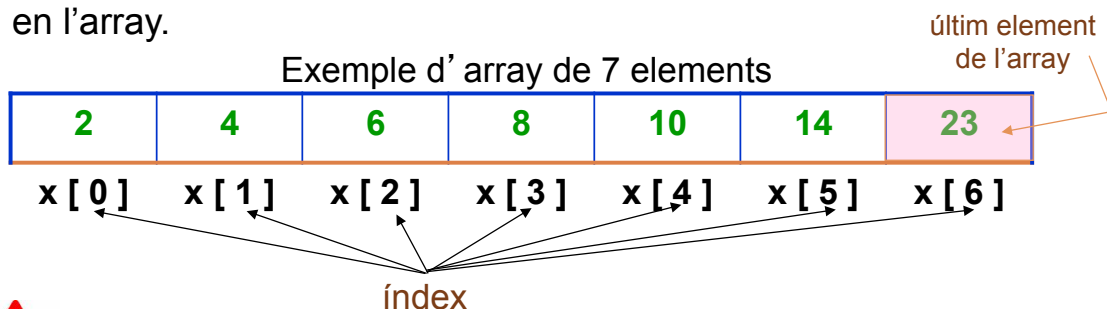 en l’array.
últim element
de l’array
Exemple d’ array de 7 elements
2 4 6 8 10 14 23
x [ 0 ] x [ 1 ] x [ 2 ] x [ 3 ] x [ 4 ] x [ 5 ] x [ 6 ]
índex